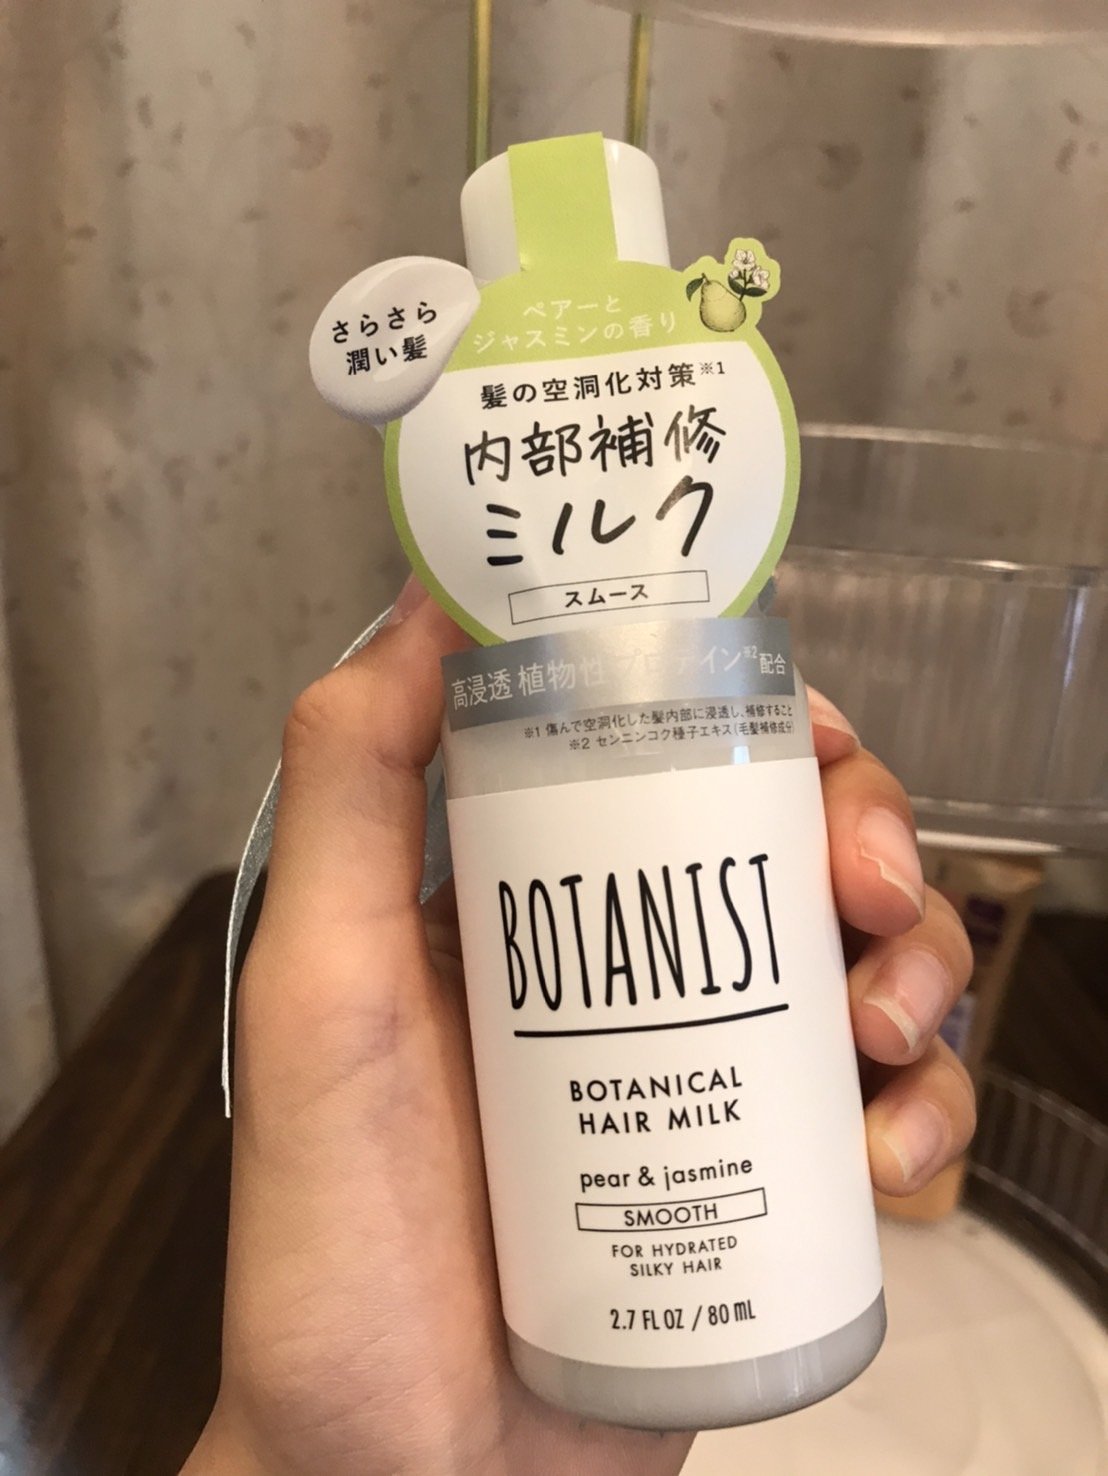 さらさら
潤い髪
ペアーと
ジャスミンの香り
髪の空洞化対策※1
内部補修
ミルク
スムース
高浸透 植物性プロテイン※2配合
※1 傷んで空洞化した髪内部に浸透し、補修すること
※2 センニンコク種子エキス(毛髪補修成分)
BOTANIST
BOTANICAL
HAIR MILK
pear & jasmine
SMOOTH
FOR HYDRATED
SILKY HAIR
2.7 FL OZ / 80 mL